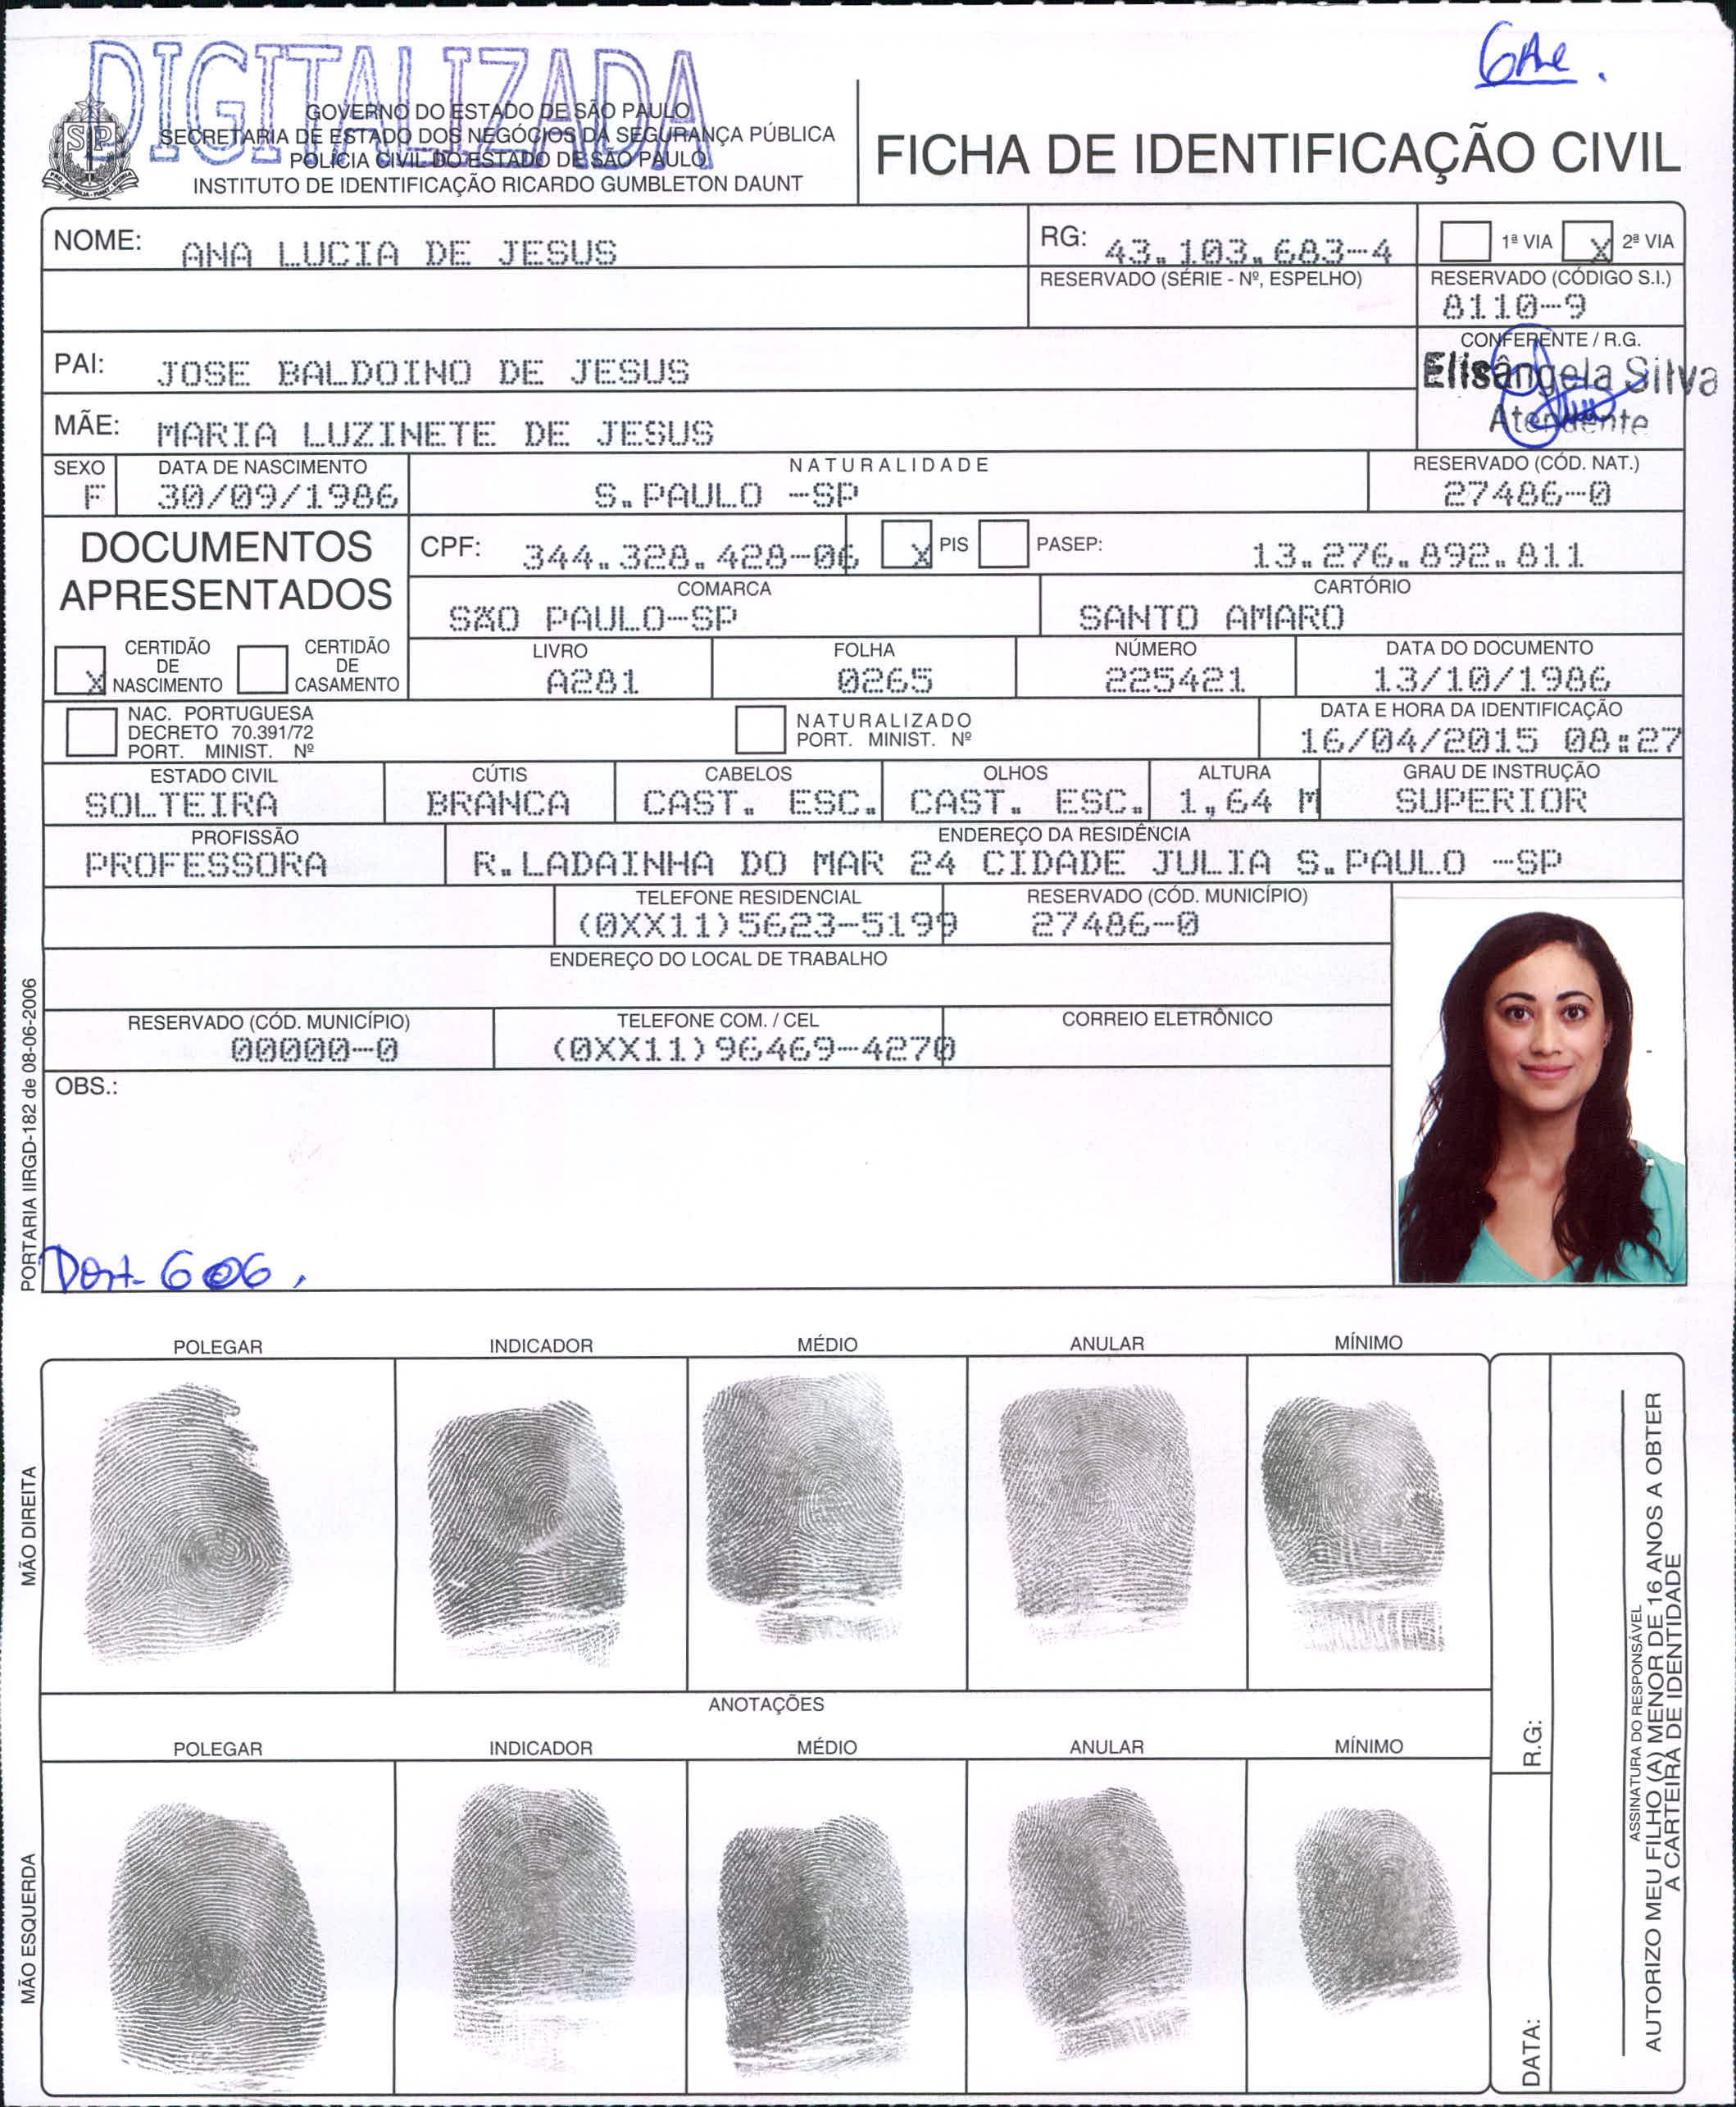 DIGITALIZADA
GOVERNO DO ESTADO DE SÃO PAULO
SECRETARIA DE ESTADO DOS NEGÓCIOS DA SEGURANÇA PÚBLICA
POLÍCIA CIVIL DO ESTADO DE SÃO PAULO
INSTITUTO DE IDENTIFICAÇÃO RICARDO GUMBLETON DAUNT
FICHA DE IDENTIFICAÇÃO CIVIL
NOME: ANA LUCIA DE JESUS
RG: 43.103.683-4
1ª VIA X 2ª VIA
RESERVADO (SÉRIE - Nº, ESPELHO)
RESERVADO (CÓDIGO S.I.)
8110-9
PAI: JOSE BALDOINO DE JESUS
CONFERENTE / R.G.
Elisângela Silva
Atendente
MÃE: MARIA LUZINETE DE JESUS
SEXO DATA DE NASCIMENTO NATURALIDADE RESERVADO (CÓD. NAT.)
F 30/09/1986 S.PAULO -SP 27486-0
DOCUMENTOS
APRESENTADOS
CPF: 344.328.428-06 X PIS PASEP: 13.276.892.811
COMARCA CARTÓRIO
SÃO PAULO-SP SANTO AMARO
X CERTIDÃO DE NASCIMENTO
CERTIDÃO DE CASAMENTO
LIVRO FOLHA NÚMERO DATA DO DOCUMENTO
A281 0265 225421 13/10/1986
NAC. PORTUGUESA
DECRETO 70.391/72
PORT. MINIST. Nº
NATURALIZADO
PORT. MINIST. Nº
DATA E HORA DA IDENTIFICAÇÃO
16/04/2015 08:27
ESTADO CIVIL CÚTIS CABELOS OLHOS ALTURA GRAU DE INSTRUÇÃO
SOLTEIRA BRANCA CAST. ESC. CAST. ESC. 1,64 M SUPERIOR
PROFISSÃO ENDEREÇO DA RESIDÊNCIA
PROFESSORA R.LADAINHA DO MAR 24 CIDADE JULIA S.PAULO -SP
TELEFONE RESIDENCIAL RESERVADO (CÓD. MUNICÍPIO)
(0XX11)5623-5199 27486-0
ENDEREÇO DO LOCAL DE TRABALHO
RESERVADO (CÓD. MUNICÍPIO) TELEFONE COM. / CEL CORREIO ELETRÔNICO
00000-0 (0XX11)96469-4270
OBS.:
606
PORTARIA IIRGD-182 de 08-06-2006
POLEGAR INDICADOR MÉDIO ANULAR MÍNIMO
MÃO DIREITA
ANOTAÇÕES
POLEGAR INDICADOR MÉDIO ANULAR MÍNIMO
MÃO ESQUERDA
R.G:
DATA:
ASSINATURA DO RESPONSÁVEL
AUTORIZO MEU FILHO (A) MENOR DE 16 ANOS A OBTER
A CARTEIRA DE IDENTIDADE